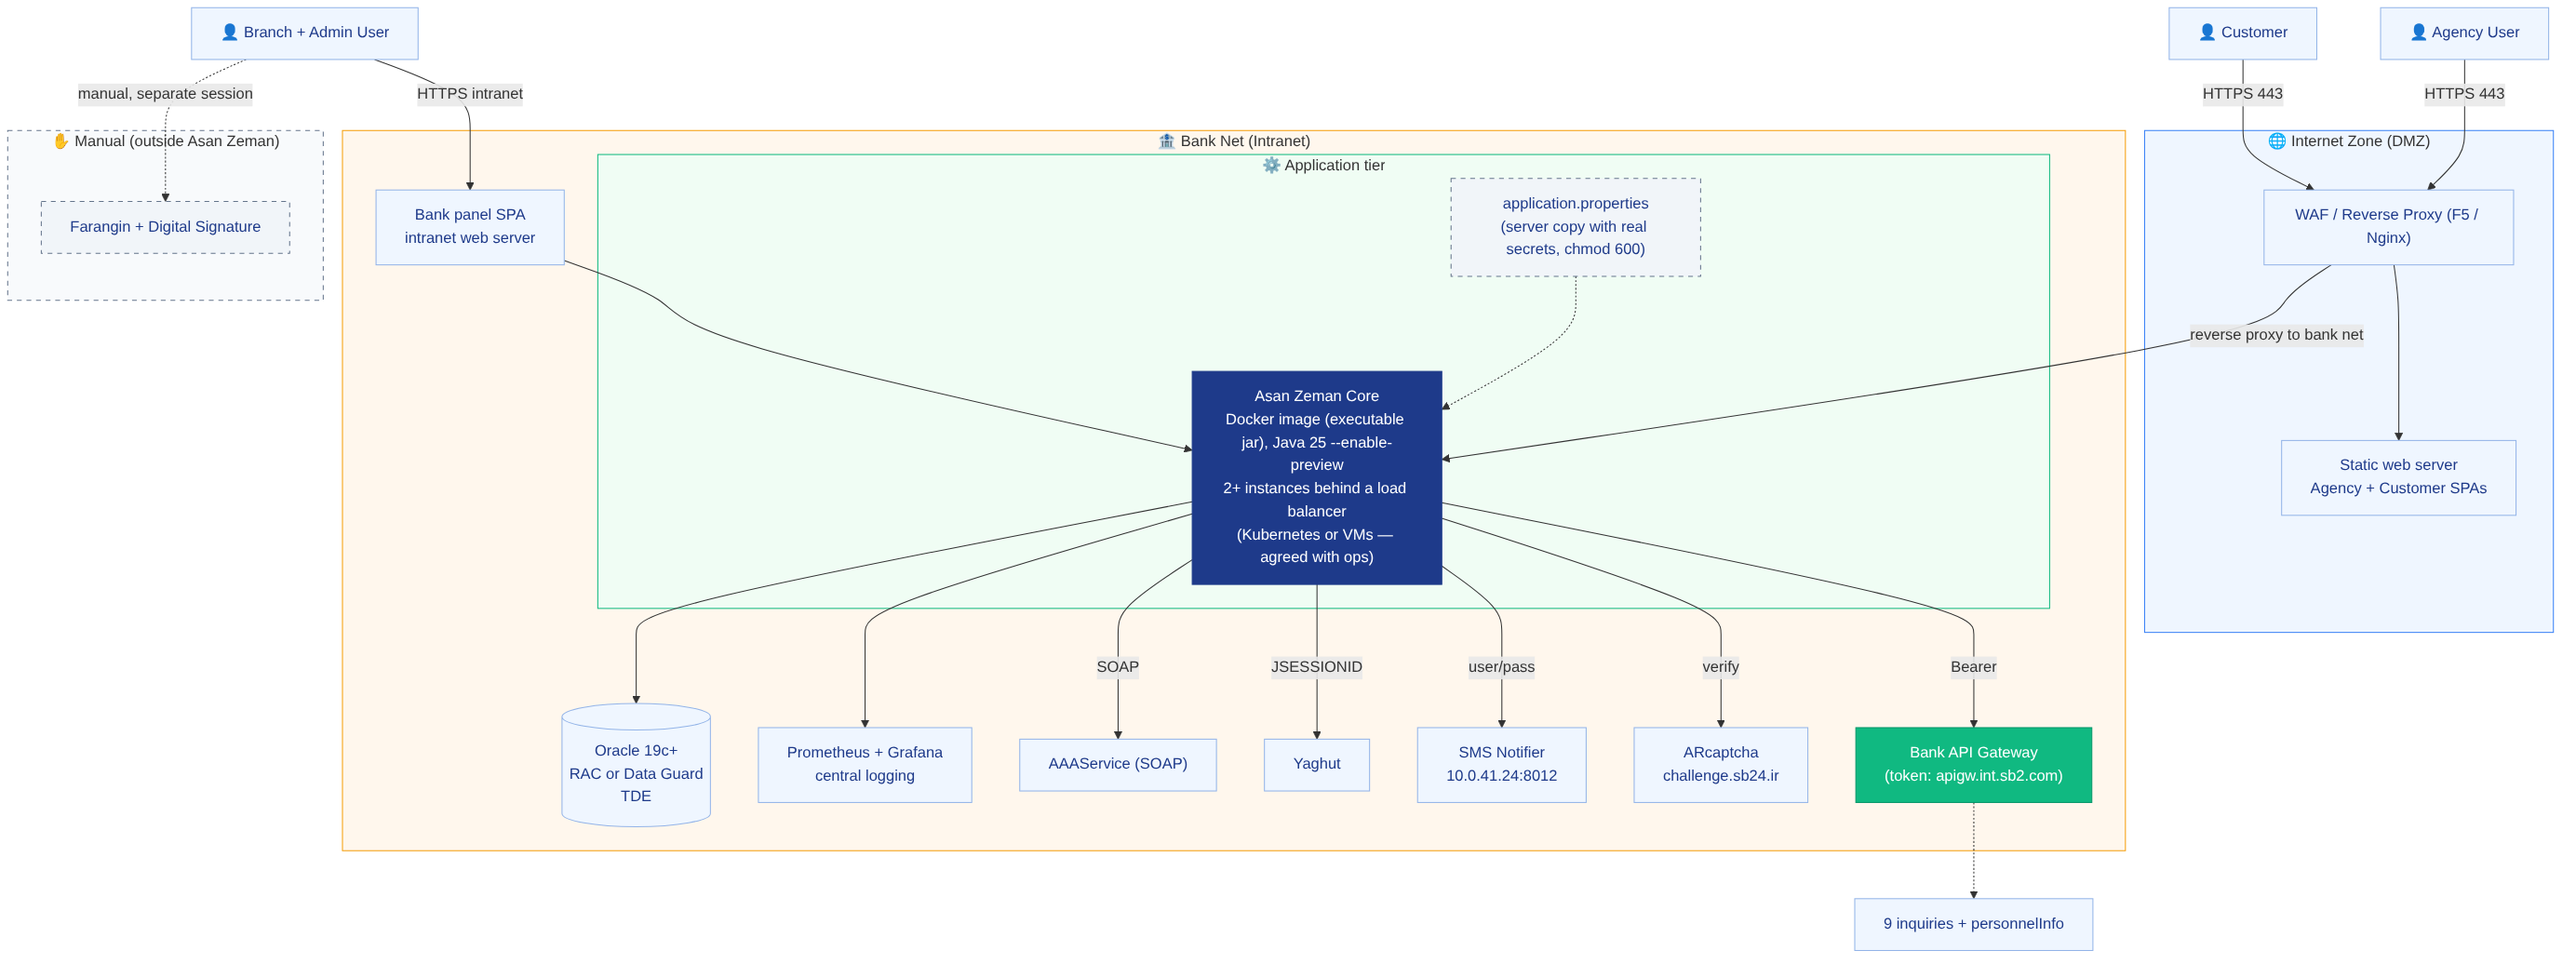 👤 Branch + Admin User
👤 Customer
👤 Agency User
manual, separate session
HTTPS intranet
HTTPS 443
HTTPS 443
✋ Manual (outside Asan Zeman)
Farangin + Digital Signature
🏦 Bank Net (Intranet)
⚙️ Application tier
Bank panel SPA
intranet web server
application.properties
(server copy with real
secrets, chmod 600)
🌐 Internet Zone (DMZ)
WAF / Reverse Proxy (F5 /
Nginx)
reverse proxy to bank net
Static web server
Agency + Customer SPAs
Asan Zeman Core
Docker image (executable
jar), Java 25 --enable-
preview
2+ instances behind a load
balancer
(Kubernetes or VMs —
agreed with ops)
SOAP
JSESSIONID
user/pass
verify
Bearer
Oracle 19c+
RAC or Data Guard
TDE
Prometheus + Grafana
central logging
AAAService (SOAP)
Yaghut
SMS Notifier
10.0.41.24:8012
ARcaptcha
challenge.sb24.ir
Bank API Gateway
(token: apigw.int.sb2.com)
9 inquiries + personnelInfo